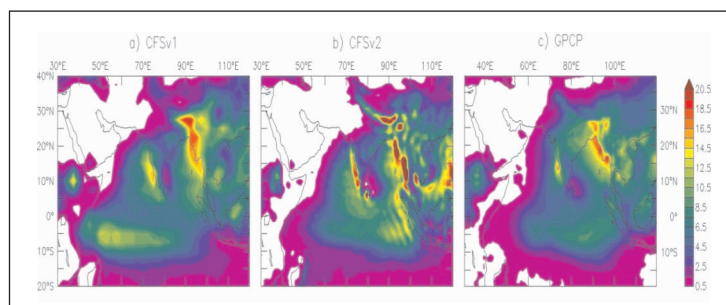 a) CFSv1
b) CFSv2
c) GPCP
30°E 50°E 70°E 90°E 110°E
30°E 50°E 70°E 90°E 110°E
40°E 60°E 80°E 100°E
40°N
30°N
20°N
10°N
0°
10°S
20°S
30°N
20°N
10°N
0°
10°S
20.5
18.5
16.5
14.5
12.5
10.5
8.5
6.5
4.5
2.5
0.5